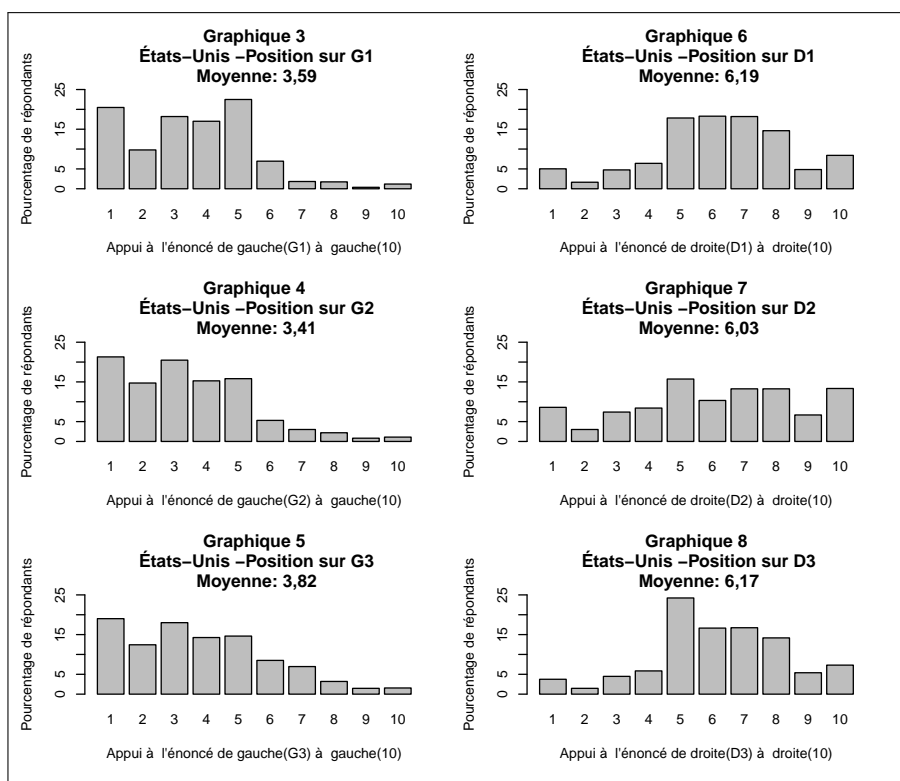 Graphique 3
États−Unis −Position sur G1
Moyenne: 3,59
Pourcentage de répondants
0 5 15 25
1 2 3 4 5 6 7 8 9 10
Appui à l'énoncé de gauche(G1) à gauche(10)
Graphique 6
États−Unis −Position sur D1
Moyenne: 6,19
Pourcentage de répondants
0 5 15 25
1 2 3 4 5 6 7 8 9 10
Appui à l'énoncé de droite(D1) à droite(10)
Graphique 4
États−Unis −Position sur G2
Moyenne: 3,41
Pourcentage de répondants
0 5 15 25
1 2 3 4 5 6 7 8 9 10
Appui à l'énoncé de gauche(G2) à gauche(10)
Graphique 7
États−Unis −Position sur D2
Moyenne: 6,03
Pourcentage de répondants
0 5 15 25
1 2 3 4 5 6 7 8 9 10
Appui à l'énoncé de droite(D2) à droite(10)
Graphique 5
États−Unis −Position sur G3
Moyenne: 3,82
Pourcentage de répondants
0 5 15 25
1 2 3 4 5 6 7 8 9 10
Appui à l'énoncé de gauche(G3) à gauche(10)
Graphique 8
États−Unis −Position sur D3
Moyenne: 6,17
Pourcentage de répondants
0 5 15 25
1 2 3 4 5 6 7 8 9 10
Appui à l'énoncé de droite(D3) à droite(10)